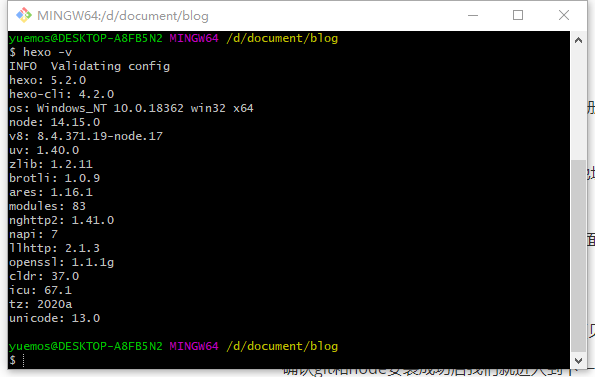 MINGW64:/d/document/blog
yuemos@DESKTOP-A8FB5N2 MINGW64 /d/document/blog
$ hexo -v
INFO  Validating config
hexo: 5.2.0
hexo-cli: 4.2.0
os: Windows_NT 10.0.18362 win32 x64
node: 14.15.0
v8: 8.4.371.19-node.17
uv: 1.40.0
zlib: 1.2.11
brotli: 1.0.9
ares: 1.16.1
modules: 83
nghttp2: 1.41.0
napi: 7
llhttp: 2.1.3
openssl: 1.1.1g
cldr: 37.0
icu: 67.1
tz: 2020a
unicode: 13.0
yuemos@DESKTOP-A8FB5N2 MINGW64 /d/document/blog
$
确认git和node安装成功后我们就进入到下一